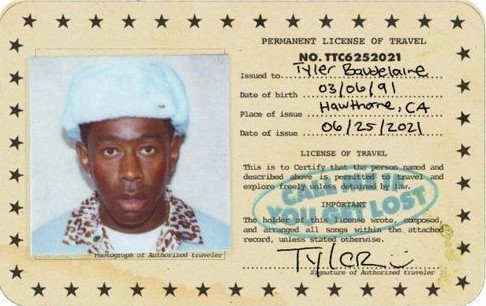 PERMANENT LICENSE OF TRAVEL
NO. TTC6252021
Issued to Tyler Baudelaire
Date of birth 03/06/91
Place of issue Hawthorne, CA
Date of issue 06/25/2021
LICENSE OF TRAVEL
This is to Certify that the person named and
described above is permitted to travel and
explore freely unless detained by law.
CALL ME IF
YOU GET LOST
IMPORTANT
The holder of this license wrote, composed,
and arranged all songs within the attached
record, unless stated otherwise.
TYLER
Photograph of Authorized traveler
Signature of Authorized traveler